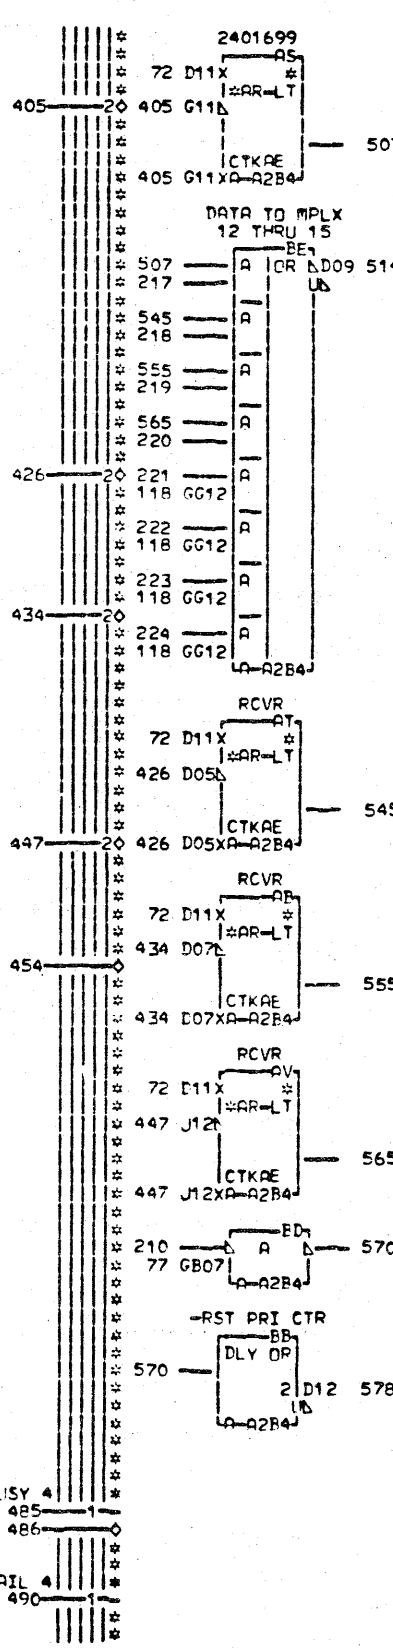 2401699
AS
72 D11X *
*AR-LT
405 2 405 G11
507
CTKAE
405 G11XA-A2B4
DATA TO MPLX
12 THRU 15
BE
507 A OR D09 514
217 U
545 A
218
555 A
219
565 A
220
426 2 221 A
118 GG12
222 A
118 GG12
223 A
118 GG12
434 2
224 A
118 GG12
A-A2B4
RCVR
AT
72 D11X *
*AR-LT
426 D05
545
CTKAE
447 2 426 D05XA-A2B4
RCVR
AB
72 D11X *
*AR-LT
434 D07
454
555
CTKAE
434 D07XA-A2B4
RCVR
AV
72 D11X *
*AR-LT
447 J12
565
CTKAE
447 J12XA-A2B4
BD
210 A 570
77 GB07
A-A2B4
-RST PRI CTR
BB
DLY OR
570
2 D12 578
U
A-A2B4
USY 4
485 1
486
AIL 4
490 1